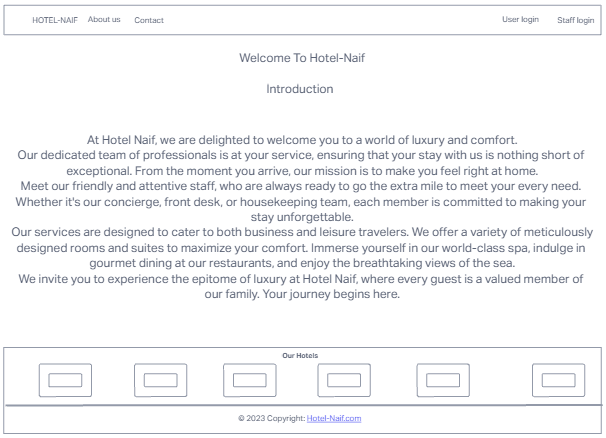 HOTEL-NAIF About us Contact User login Staff login
Welcome To Hotel-Naif
Introduction
At Hotel Naif, we are delighted to welcome you to a world of luxury and comfort.
Our dedicated team of professionals is at your service, ensuring that your stay with us is nothing short of
exceptional. From the moment you arrive, our mission is to make you feel right at home.
Meet our friendly and attentive staff, who are always ready to go the extra mile to meet your every need.
Whether it's our concierge, front desk, or housekeeping team, each member is committed to making your
stay unforgettable.
Our services are designed to cater to both business and leisure travelers. We offer a variety of meticulously
designed rooms and suites to maximize your comfort. Immerse yourself in our world-class spa, indulge in
gourmet dining at our restaurants, and enjoy the breathtaking views of the sea.
We invite you to experience the epitome of luxury at Hotel Naif, where every guest is a valued member of
our family. Your journey begins here.
Our Hotels
© 2023 Copyright: Hotel-Naif.com